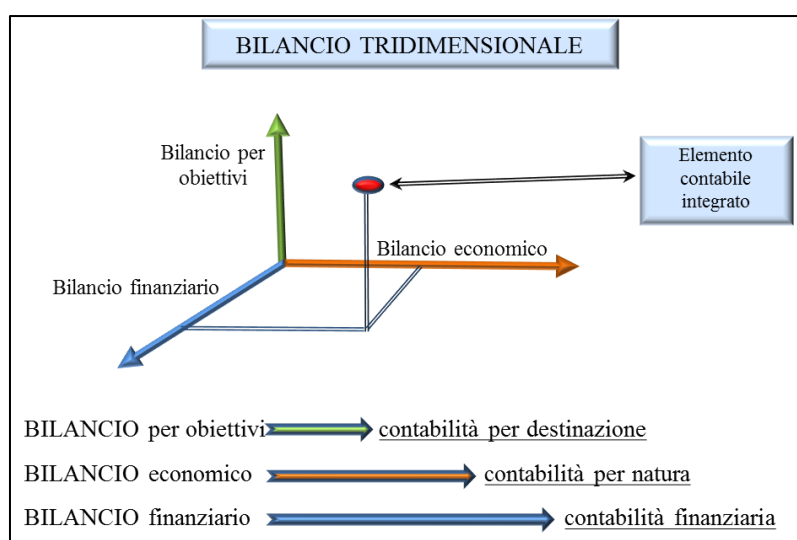 BILANCIO TRIDIMENSIONALE
Bilancio per
obiettivi
Elemento
contabile
integrato
Bilancio economico
Bilancio finanziario
BILANCIO per obiettivi contabilità per destinazione
BILANCIO economico contabilità per natura
BILANCIO finanziario contabilità finanziaria